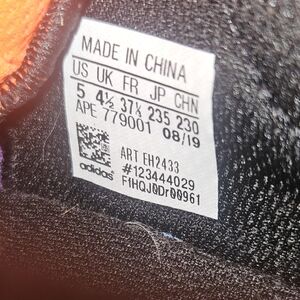 MADE IN CHINA
US UK FR JP CHN
5 4½ 37⅓ 235 230
APE 779001 08/19
ART EH2433
#123444029
F1HQJ0Dr00961
adidas